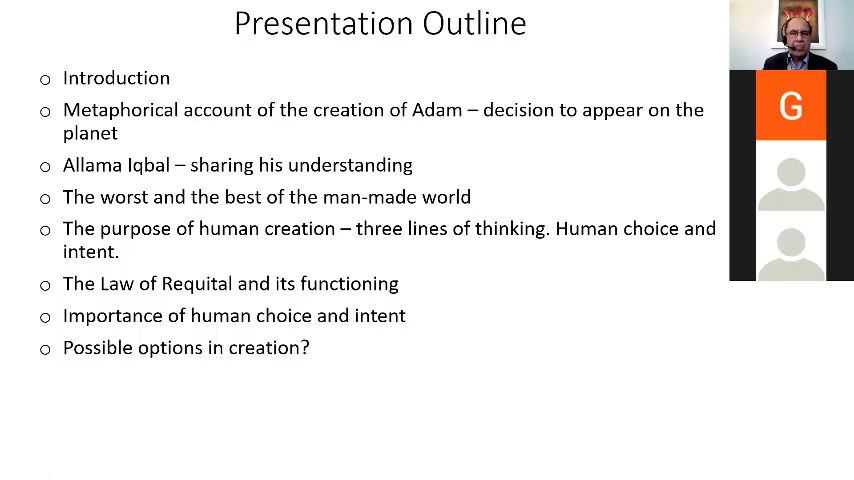 Presentation Outline
o Introduction
o Metaphorical account of the creation of Adam – decision to appear on the
planet
o Allama Iqbal – sharing his understanding
o The worst and the best of the man-made world
o The purpose of human creation – three lines of thinking. Human choice and
intent.
o The Law of Requital and its functioning
o Importance of human choice and intent
o Possible options in creation?
G